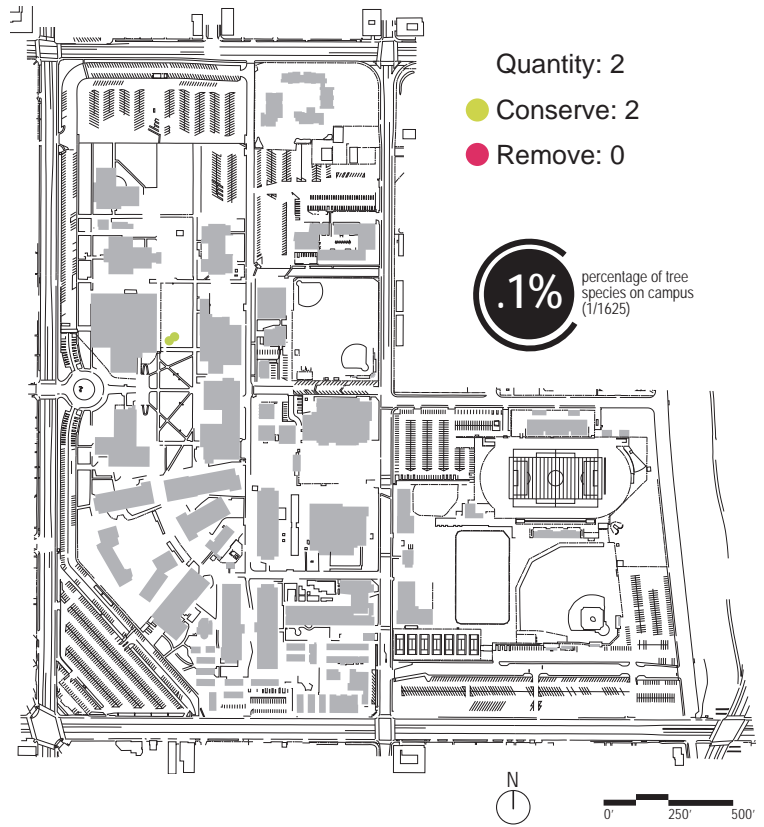 Quantity: 2
Conserve: 2
Remove: 0
.1%
percentage of tree
species on campus
(1/1625)
N
0' 250' 500'